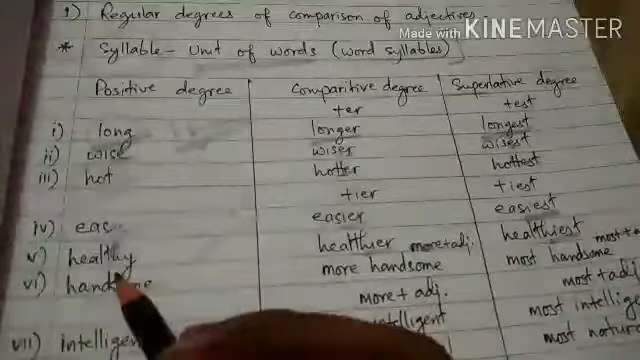 1) Regular degrees of comparison of adjectives
Made with KINEMASTER
* Syllable - Unit of words (word syllables)
Positive degree Comparitive degree Superlative degree
+er +est
i) long longer longest
ii) wise wiser wisest
iii) hot hotter hottest
+ier +iest
iv) eas easier easiest
v) healthy healthier healthiest
more+adj. most+a
vi) handsome more handsome most handsome
more + adj. most+adj
vii) intelligen telligent most intellige
most natur